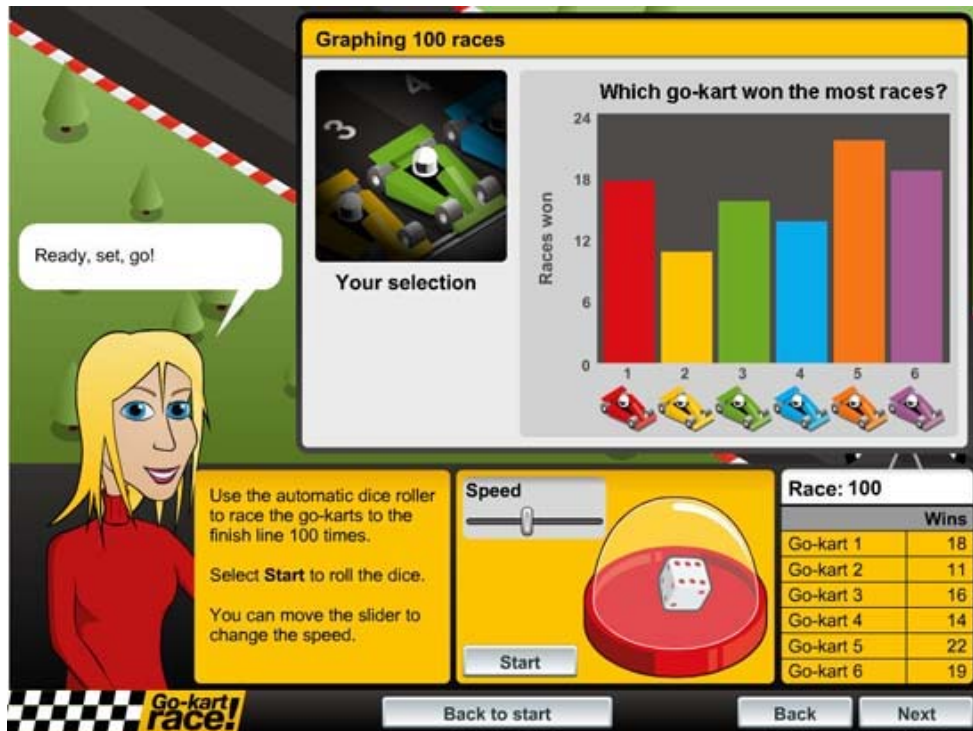 Graphing 100 races
3
4
Your selection
Which go-kart won the most races?
Races won
24
18
12
6
0
1 2 3 4 5 6
Ready, set, go!
Use the automatic dice roller
to race the go-karts to the
finish line 100 times.
Select Start to roll the dice.
You can move the slider to
change the speed.
Speed
Start
Race: 100
Wins
Go-kart 1 18
Go-kart 2 11
Go-kart 3 16
Go-kart 4 14
Go-kart 5 22
Go-kart 6 19
Go-kart
race!
Back to start
Back
Next